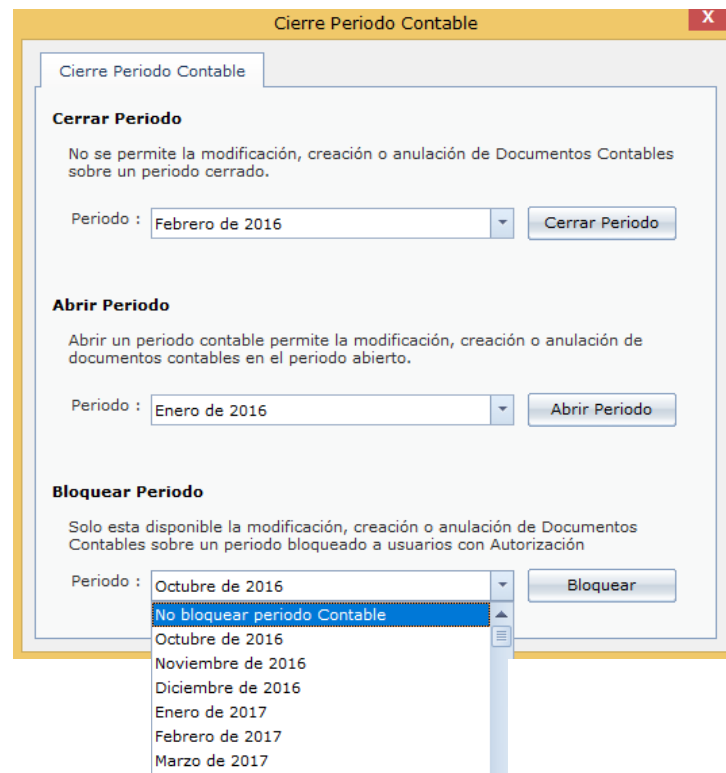 Cierre Periodo Contable
X
Cierre Periodo Contable
Cerrar Periodo
No se permite la modificación, creación o anulación de Documentos Contables
sobre un periodo cerrado.
Periodo : Febrero de 2016 Cerrar Periodo
Abrir Periodo
Abrir un periodo contable permite la modificación, creación o anulación de
documentos contables en el periodo abierto.
Periodo : Enero de 2016 Abrir Periodo
Bloquear Periodo
Solo esta disponible la modificación, creación o anulación de Documentos
Contables sobre un periodo bloqueado a usuarios con Autorización
Periodo : Octubre de 2016 Bloquear
No bloquear periodo Contable
Octubre de 2016
Noviembre de 2016
Diciembre de 2016
Enero de 2017
Febrero de 2017
Marzo de 2017